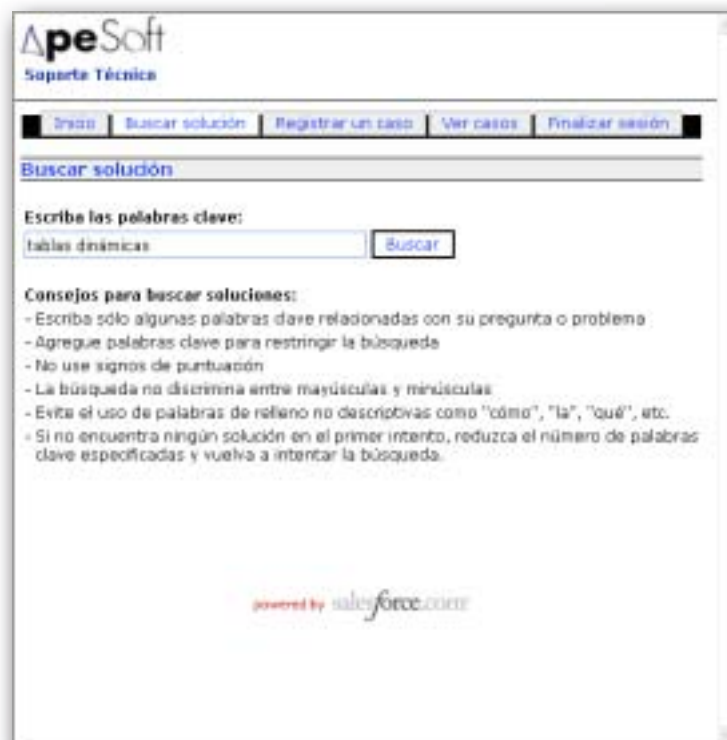 ApeSoft
Soporte Técnico
Inicio Buscar solución Registrar un caso Ver casos Finalizar sesión
Buscar solución
Escriba las palabras clave:
tablas dinámicas Buscar
Consejos para buscar soluciones:
- Escriba sólo algunas palabras clave relacionadas con su pregunta o problema
- Agregue palabras clave para restringir la búsqueda
- No use signos de puntuación
- La búsqueda no discrimina entre mayúsculas y minúsculas
- Evite el uso de palabras de relleno no descriptivas como "cómo", "la", "qué", etc.
- Si no encuentra ningún solución en el primer intento, reduzca el número de palabras
clave especificadas y vuelva a intentar la búsqueda.
powered by salesforce.com